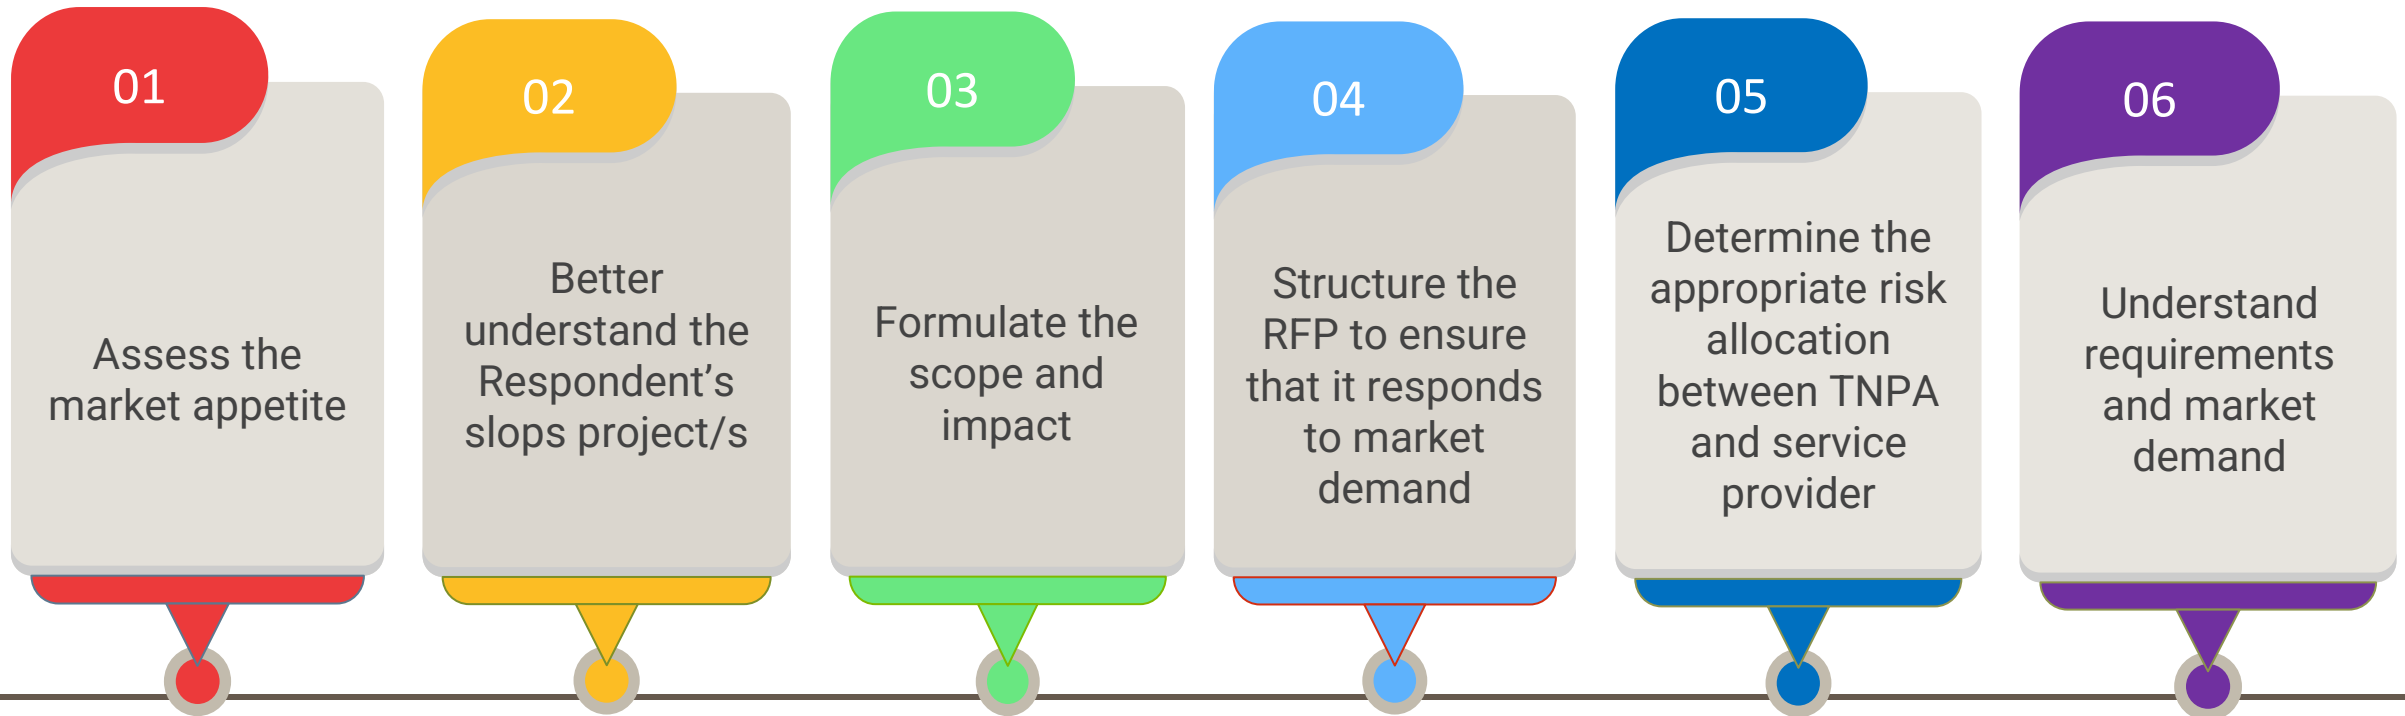 01
Assess the
market appetite
02
Better
understand the
Respondent’s
slops project/s
03
Formulate the
scope and
impact
04
Structure the
RFP to ensure
that it responds
to market
demand
05
Determine the
appropriate risk
allocation
between TNPA
and service
provider
06
Understand
requirements
and market
demand